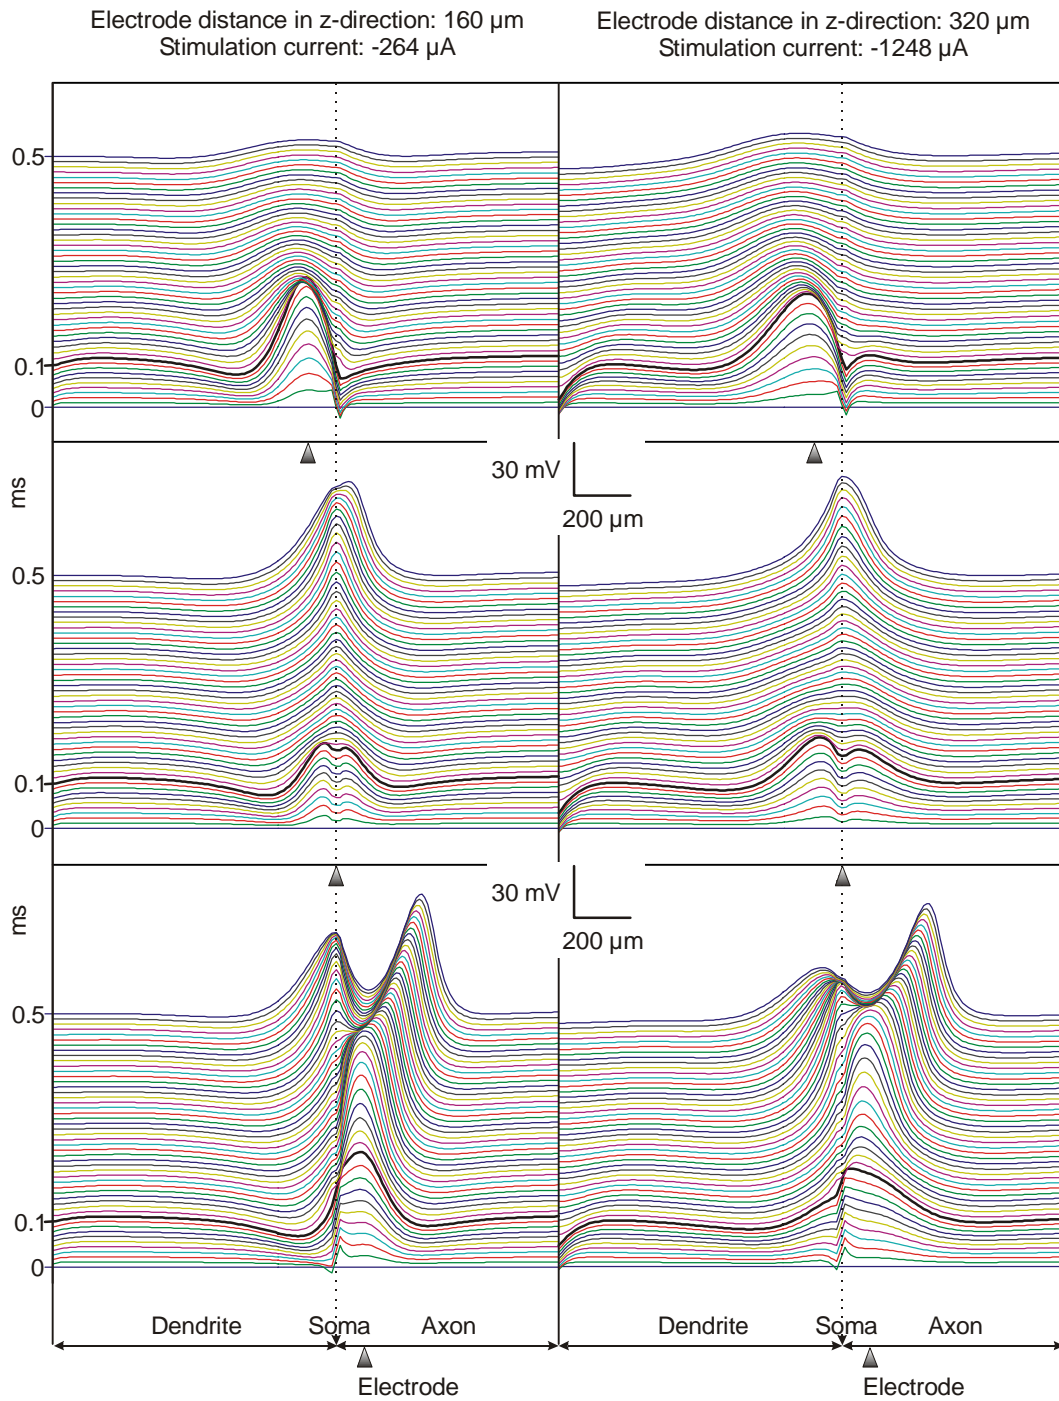 Electrode distance in z-direction: 160 µm
Stimulation current: -264 µA
Electrode distance in z-direction: 320 µm
Stimulation current: -1248 µA
0.5
0.1
0
30 mV
200 µm
ms
0.5
0.1
0
30 mV
200 µm
ms
0.5
0.1
0
Dendrite Soma Axon
Dendrite Soma Axon
Electrode
Electrode